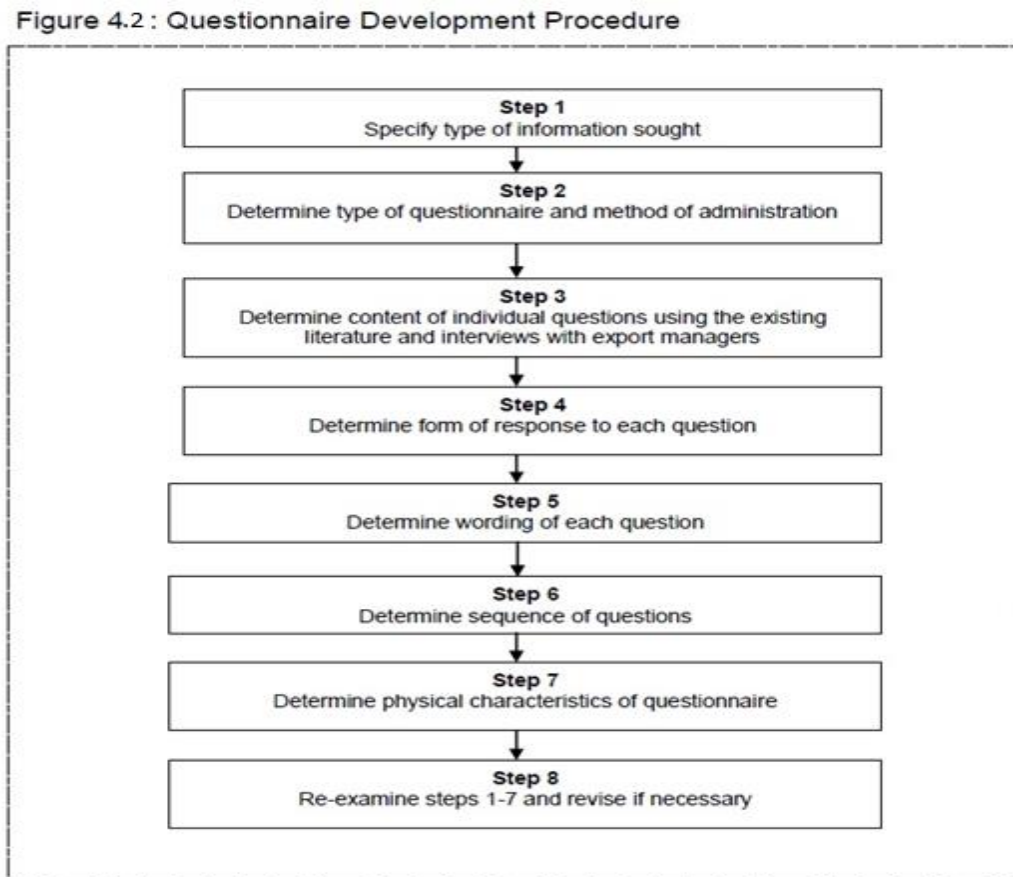 Figure 4.2 : Questionnaire Development Procedure
Step 1
Specify type of information sought
Step 2
Determine type of questionnaire and method of administration
Step 3
Determine content of individual questions using the existing
literature and interviews with export managers
Step 4
Determine form of response to each question
Step 5
Determine wording of each question
Step 6
Determine sequence of questions
Step 7
Determine physical characteristics of questionnaire
Step 8
Re-examine steps 1-7 and revise if necessary